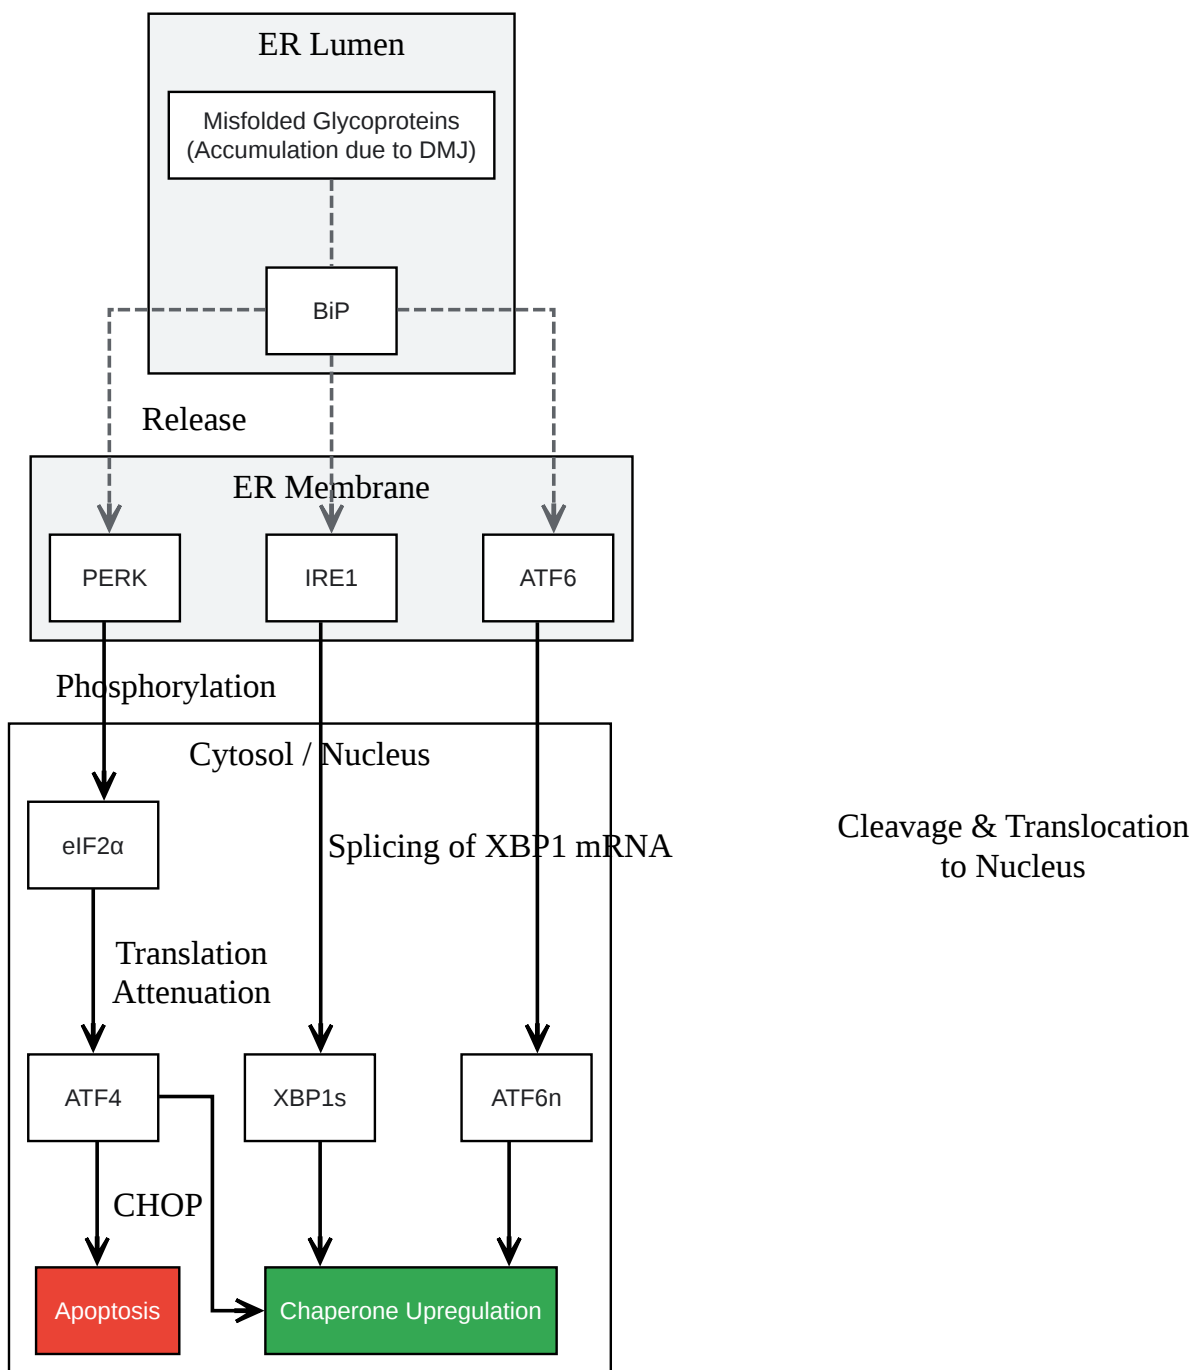 ER Lumen
Misfolded Glycoproteins
(Accumulation due to DMJ)
BiP
Release
ER Membrane
PERK
IRE1
ATF6
Phosphorylation
Cytosol / Nucleus
eIF2α
Splicing of XBP1 mRNA
Cleavage & Translocation
to Nucleus
Translation
Attenuation
ATF4
XBP1s
ATF6n
CHOP
Apoptosis
Chaperone Upregulation